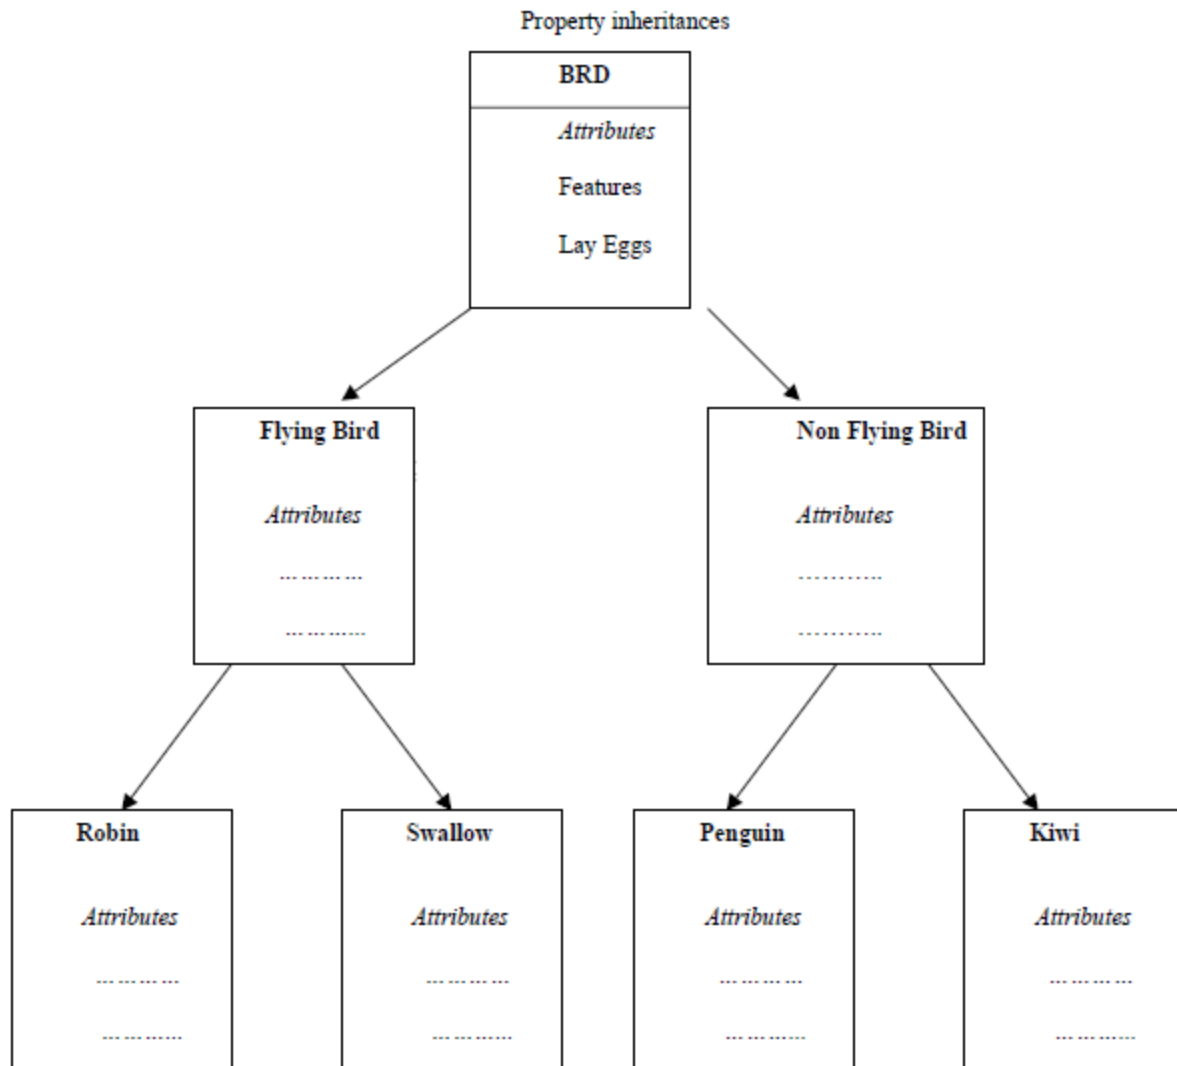 Property inheritances
BRD
Attributes
Features
Lay Eggs
Flying Bird
Attributes
…………
…………
Non Flying Bird
Attributes
………..
………..
Robin
Attributes
…………
…………
Swallow
Attributes
…………
…………
Penguin
Attributes
…………
…………
Kiwi
Attributes
…………
…………